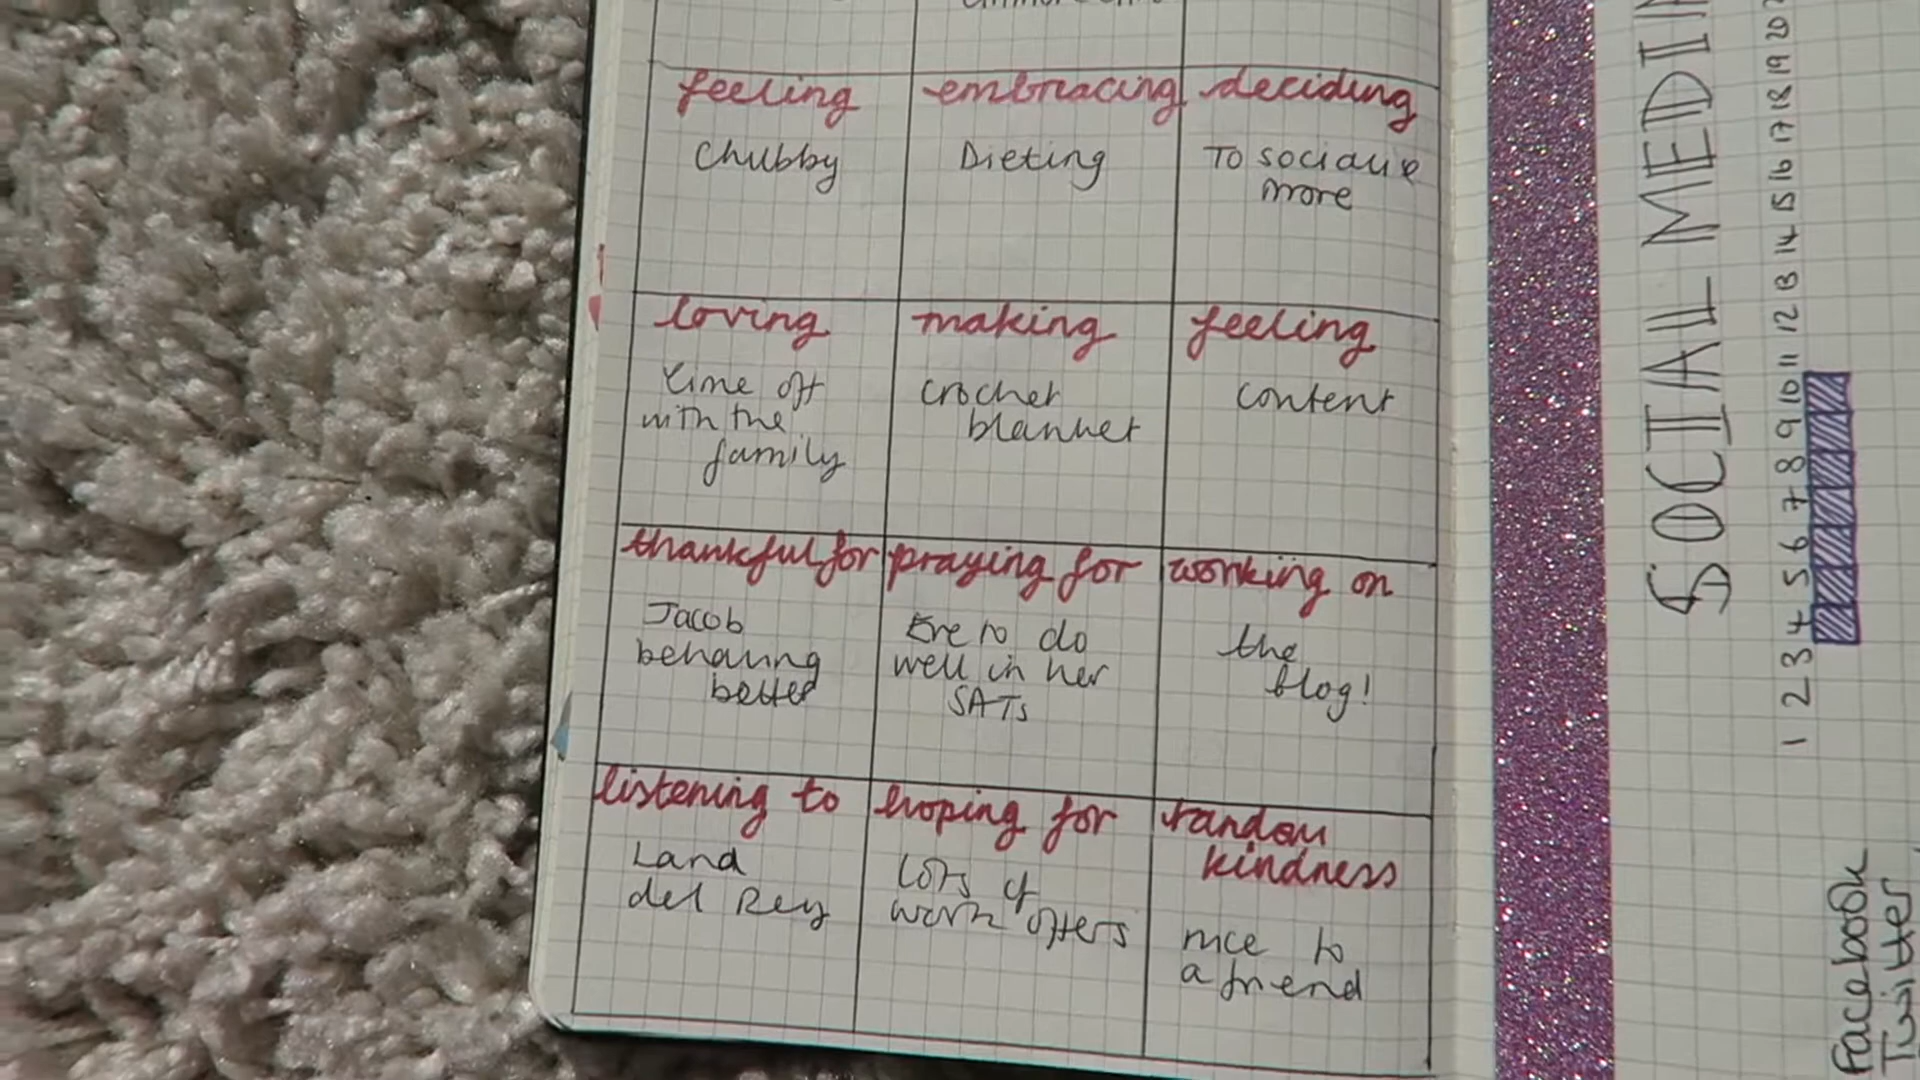 feeling
Chubby
embracing
Dieting
deciding
To socialise
more
loving
time off
with the
family
making
crochet
blanket
feeling
content
thankful for
Jacob
behaving
better
praying for
Eve to do
well in her
SATs
working on
the
blog!
listening to
Land
del Rey
hoping for
Lots of
work offers
random
kindness
nice to
a friend
SOCIAL MEDI
1 2 3 4 5 6 7 8 9 10 11 12 13 14 15 16 17 18 19 20
Facebook
Twitter